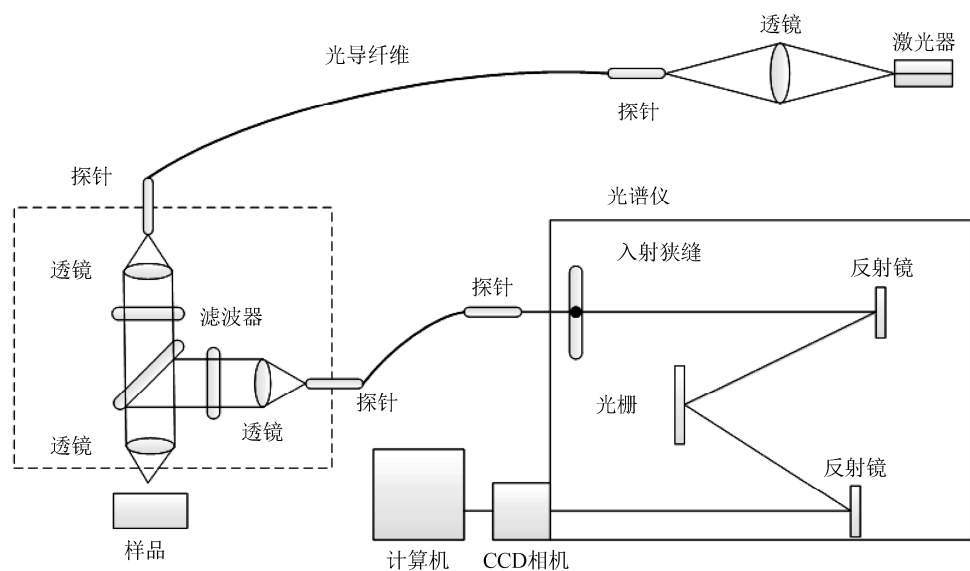 透镜
激光器
光导纤维
探针
探针
光谱仪
透镜
滤波器
探针
入射狭缝
反射镜
光栅
探针
透镜
透镜
反射镜
样品
计算机
CCD相机